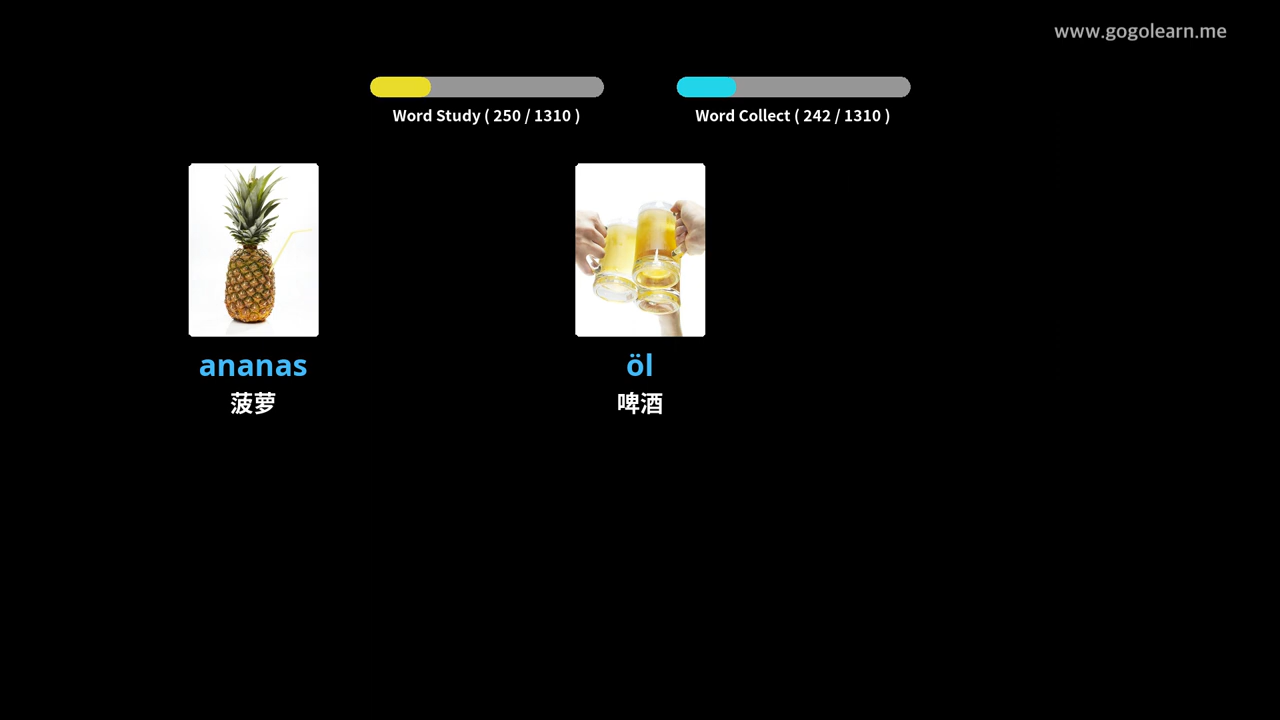 www.gogolearn.me
Word Study ( 250 / 1310 )
Word Collect ( 242 / 1310 )
ananas
菠萝
öl
啤酒